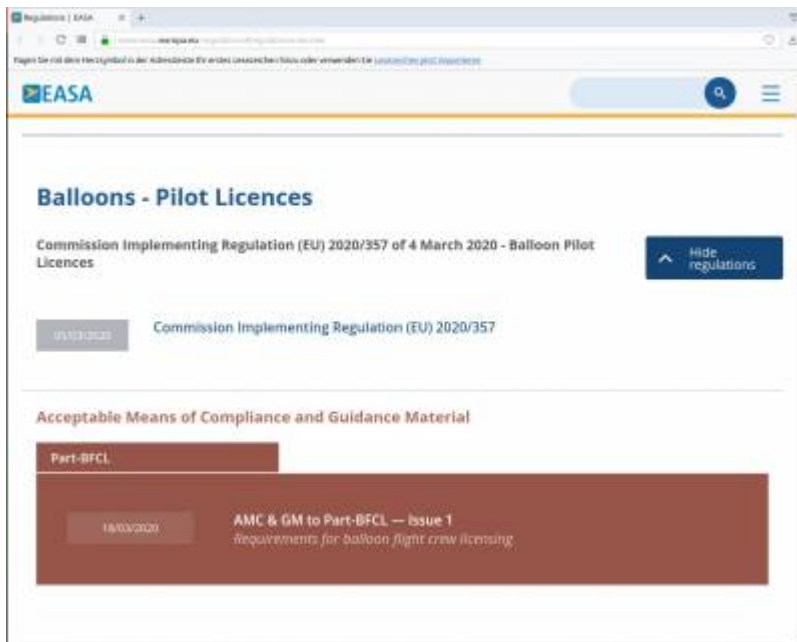 Regulations | EASA
EASA
Balloons - Pilot Licences
Commission Implementing Regulation (EU) 2020/357 of 4 March 2020 - Balloon Pilot
Licences
Hide
regulations
05/03/2020
Commission Implementing Regulation (EU) 2020/357
Acceptable Means of Compliance and Guidance Material
Part-BFCL
18/03/2020
AMC & GM to Part-BFCL — Issue 1
Requirements for balloon flight crew licensing